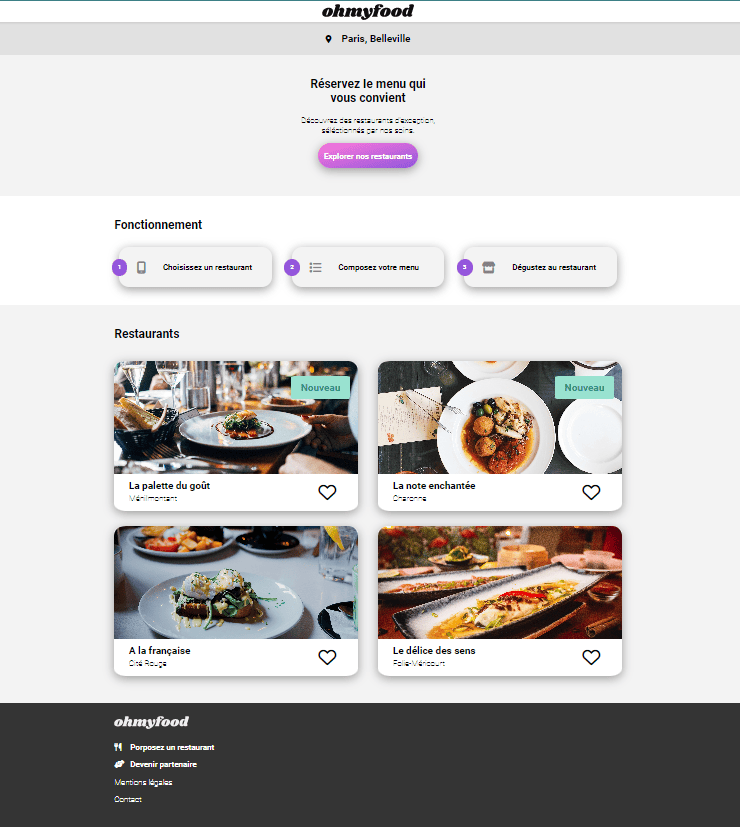 ohmyfood
Paris, Belleville
Réservez le menu qui
vous convient
Découvrez des restaurants d'exception,
séléctionnés par nos soins.
Explorer nos restaurants
Fonctionnement
1 Choisissez un restaurant
2 Composez votre menu
3 Dégustez au restaurant
Restaurants
Nouveau
Nouveau
La palette du goût
Ménilmontant
La note enchantée
Charonne
A la française
Cité Rouge
Le délice des sens
Folie-Méricourt
ohmyfood
Porposez un restaurant
Devenir partenaire
Mentions légales
Contact